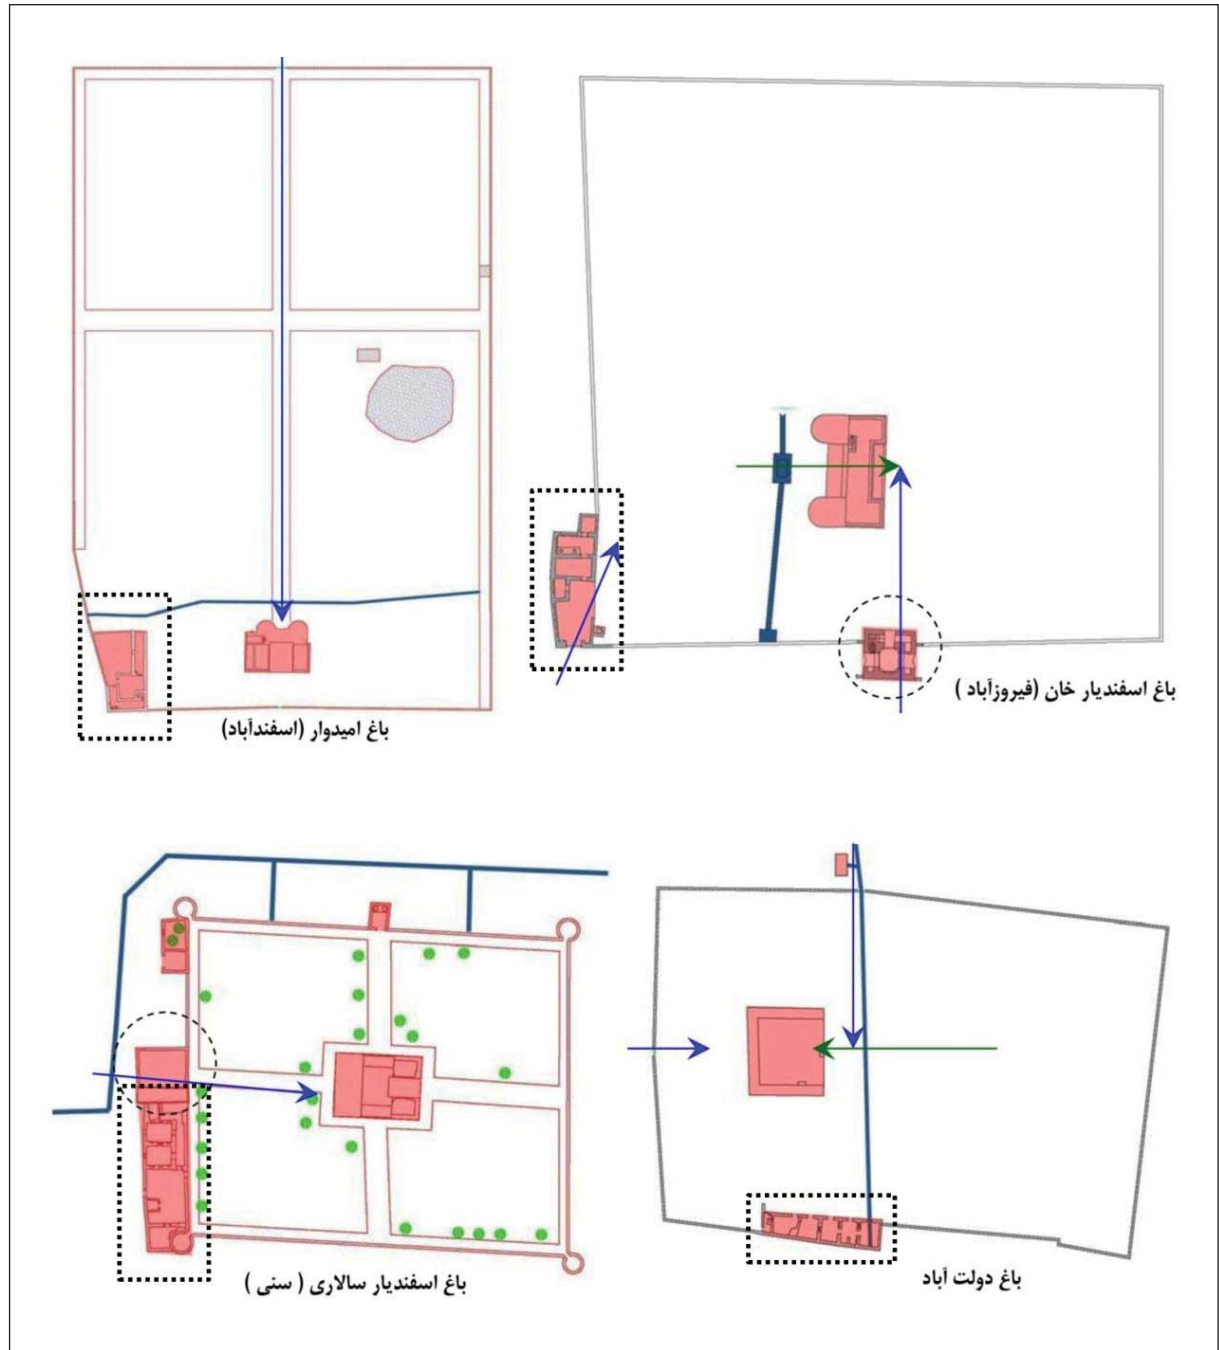 باغ اسفندیار خان (فیروزآباد )
باغ امیدوار (اسفندآباد)
باغ دولت آباد
باغ اسفندیار سالاری ( سنی )